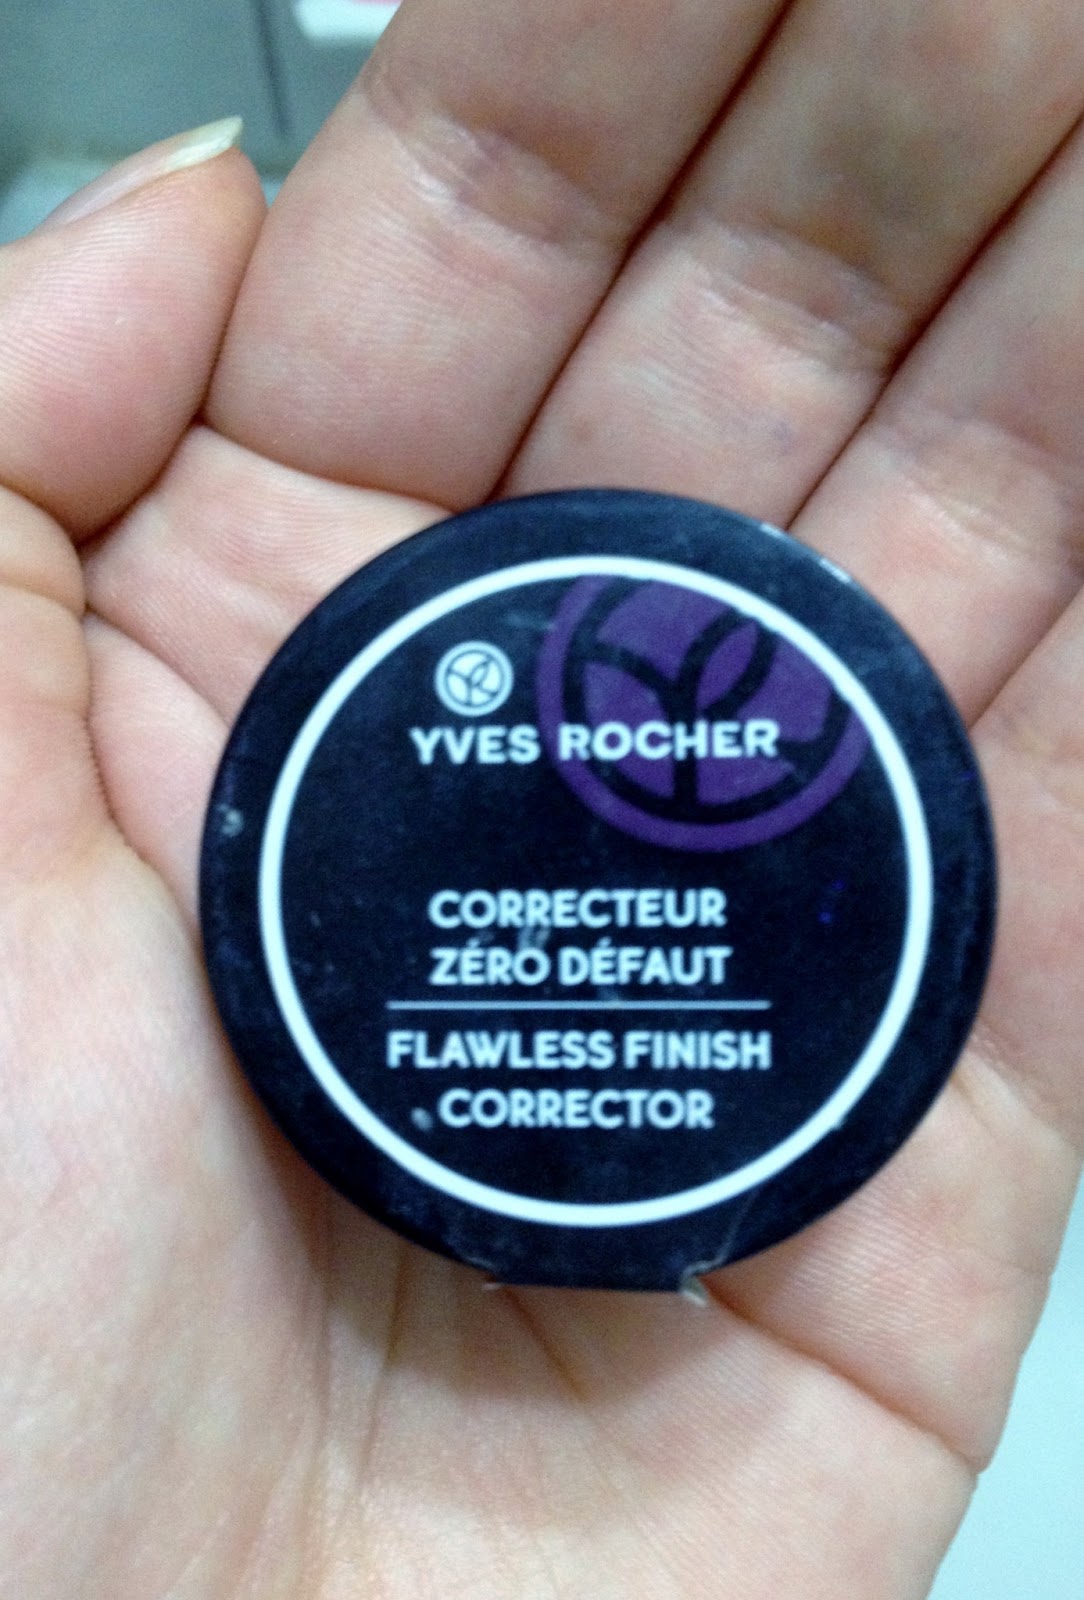 YVES ROCHER
CORRECTEUR
ZÉRO DÉFAUT
FLAWLESS FINISH
CORRECTOR